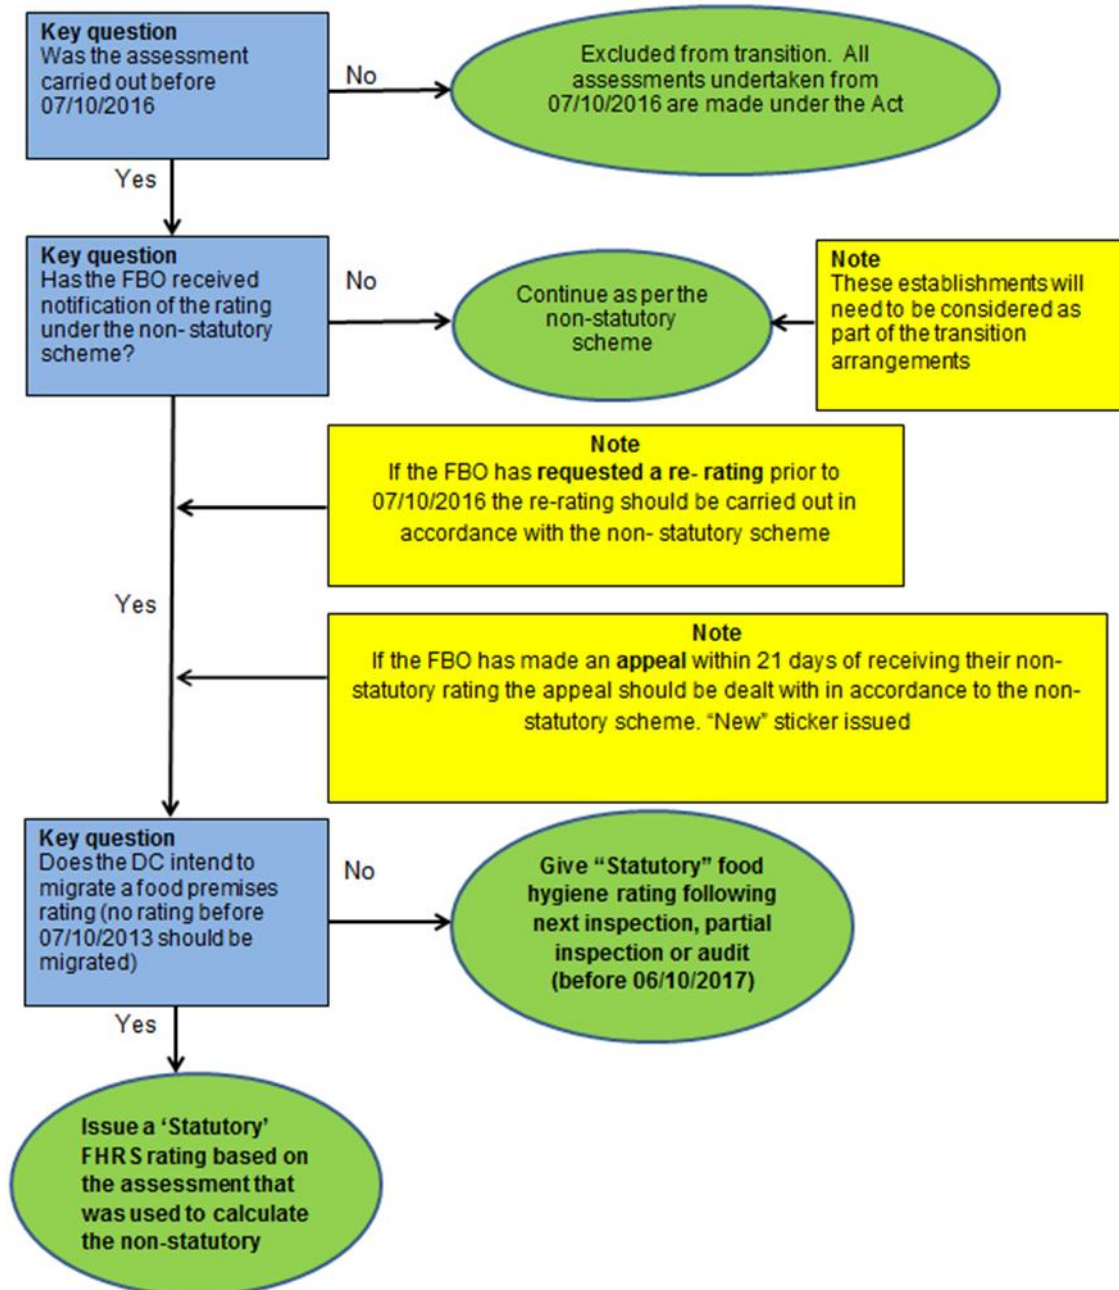 Key question
Was the assessment
carried out before
07/10/2016
No
Excluded from transition. All
assessments undertaken from
07/10/2016 are made under the Act
Yes
Key question
Has the FBO received
notification of the rating
under the non- statutory
scheme?
No
Continue as per the
non-statutory
scheme
Note
These establishments will
need to be considered as
part of the transition
arrangements
Note
If the FBO has requested a re- rating prior to
07/10/2016 the re-rating should be carried out in
accordance with the non- statutory scheme
Yes
Note
If the FBO has made an appeal within 21 days of receiving their non-
statutory rating the appeal should be dealt with in accordance to the non-
statutory scheme. “New” sticker issued
Key question
Does the DC intend to
migrate a food premises
rating (no rating before
07/10/2013 should be
migrated)
No
Give “Statutory” food
hygiene rating following
next inspection, partial
inspection or audit
(before 06/10/2017)
Yes
Issue a ‘Statutory’
FHRS rating based on
the assessment that
was used to calculate
the non-statutory